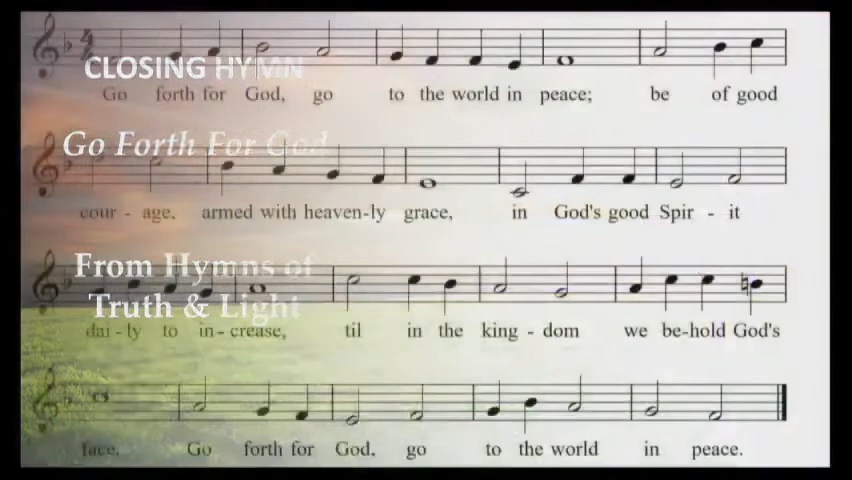 CLOSING HYMN
Go forth for God, go to the world in peace; be of good
Go Forth For God
cour - age, armed with heaven-ly grace, in God's good Spir - it
From Hymns of
Truth & Light
dai - ly to in - crease, til in the king - dom we be-hold God's
face. Go forth for God, go to the world in peace.